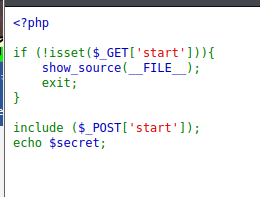 <?php
if (!isset($_GET['start'])){
    show_source(__FILE__);
    exit;
}
include ($_POST['start']);
echo $secret;